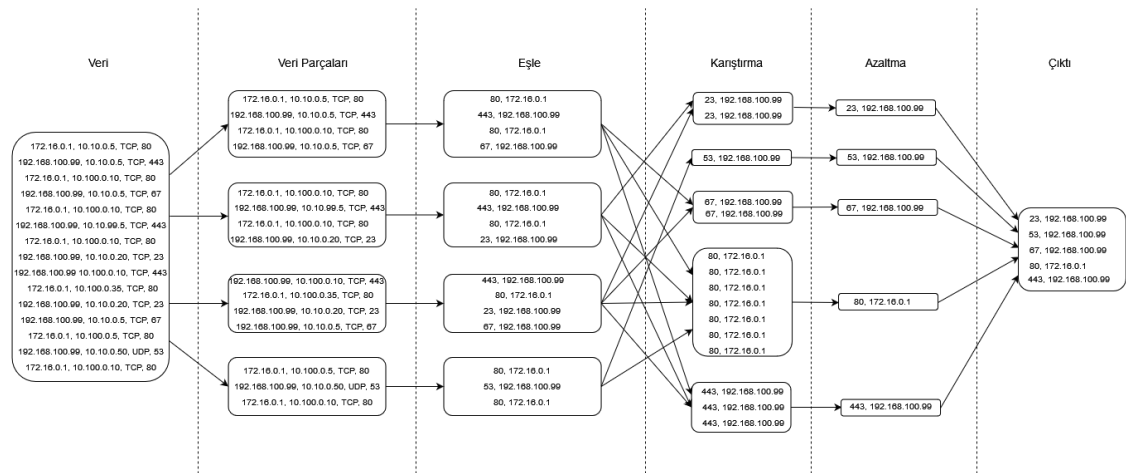 Veri
Veri Parçaları
Eşle
Karıştırma
Azaltma
Çıktı
172.16.0.1, 10.10.0.5, TCP, 80
192.168.100.99, 10.10.0.5, TCP, 443
172.16.0.1, 10.100.0.10, TCP, 80
192.168.100.99, 10.10.0.5, TCP, 67
172.16.0.1, 10.100.0.10, TCP, 80
192.168.100.99, 10.10.99.5, TCP, 443
172.16.0.1, 10.100.0.10, TCP, 80
192.168.100.99, 10.10.0.20, TCP, 23
192.168.100.99 10.100.0.10, TCP, 443
172.16.0.1, 10.100.0.35, TCP, 80
192.168.100.99, 10.10.0.20, TCP, 23
192.168.100.99, 10.10.0.5, TCP, 67
172.16.0.1, 10.100.0.5, TCP, 80
192.168.100.99, 10.10.0.50, UDP, 53
172.16.0.1, 10.100.0.10, TCP, 80
172.16.0.1, 10.10.0.5, TCP, 80
192.168.100.99, 10.10.0.5, TCP, 443
172.16.0.1, 10.100.0.10, TCP, 80
192.168.100.99, 10.10.0.5, TCP, 67
172.16.0.1, 10.100.0.10, TCP, 80
192.168.100.99, 10.10.99.5, TCP, 443
172.16.0.1, 10.100.0.10, TCP, 80
192.168.100.99, 10.10.0.20, TCP, 23
192.168.100.99, 10.100.0.10, TCP, 443
172.16.0.1, 10.100.0.35, TCP, 80
192.168.100.99, 10.10.0.20, TCP, 23
192.168.100.99, 10.10.0.5, TCP, 67
172.16.0.1, 10.100.0.5, TCP, 80
192.168.100.99, 10.10.0.50, UDP, 53
172.16.0.1, 10.100.0.10, TCP, 80
80, 172.16.0.1
443, 192.168.100.99
80, 172.16.0.1
67, 192.168.100.99
80, 172.16.0.1
443, 192.168.100.99
80, 172.16.0.1
23, 192.168.100.99
443, 192.168.100.99
80, 172.16.0.1
23, 192.168.100.99
67, 192.168.100.99
80, 172.16.0.1
53, 192.168.100.99
80, 172.16.0.1
23, 192.168.100.99
23, 192.168.100.99
53, 192.168.100.99
67, 192.168.100.99
67, 192.168.100.99
80, 172.16.0.1
80, 172.16.0.1
80, 172.16.0.1
80, 172.16.0.1
80, 172.16.0.1
80, 172.16.0.1
80, 172.16.0.1
443, 192.168.100.99
443, 192.168.100.99
443, 192.168.100.99
23, 192.168.100.99
53, 192.168.100.99
67, 192.168.100.99
80, 172.16.0.1
443, 192.168.100.99
23, 192.168.100.99
53, 192.168.100.99
67, 192.168.100.99
80, 172.16.0.1
443, 192.168.100.99